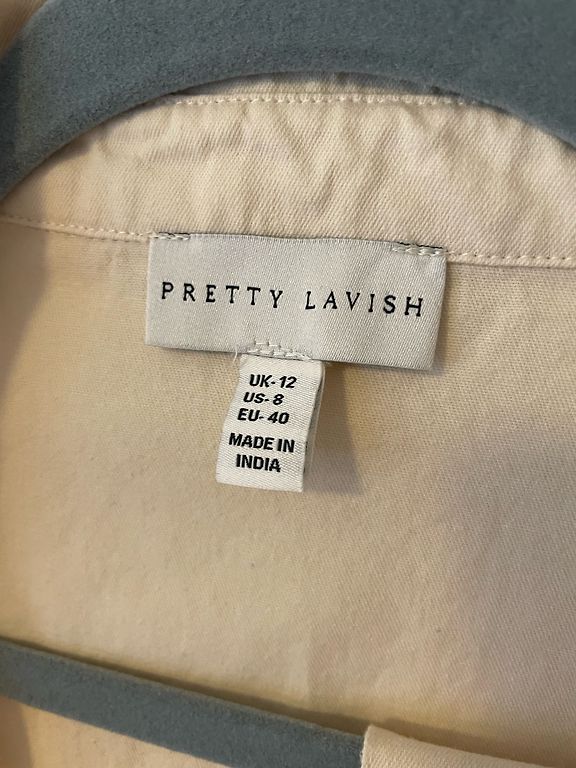 PRETTY LAVISH
UK-12
US-8
EU-40
MADE IN
INDIA